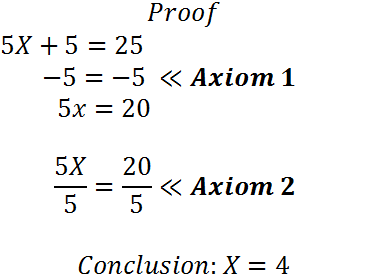 Proof
5X + 5 = 25
−5 = −5 ≪ Axiom 1
5x = 20
5X/5 = 20/5 ≪ Axiom 2
Conclusion: X = 4